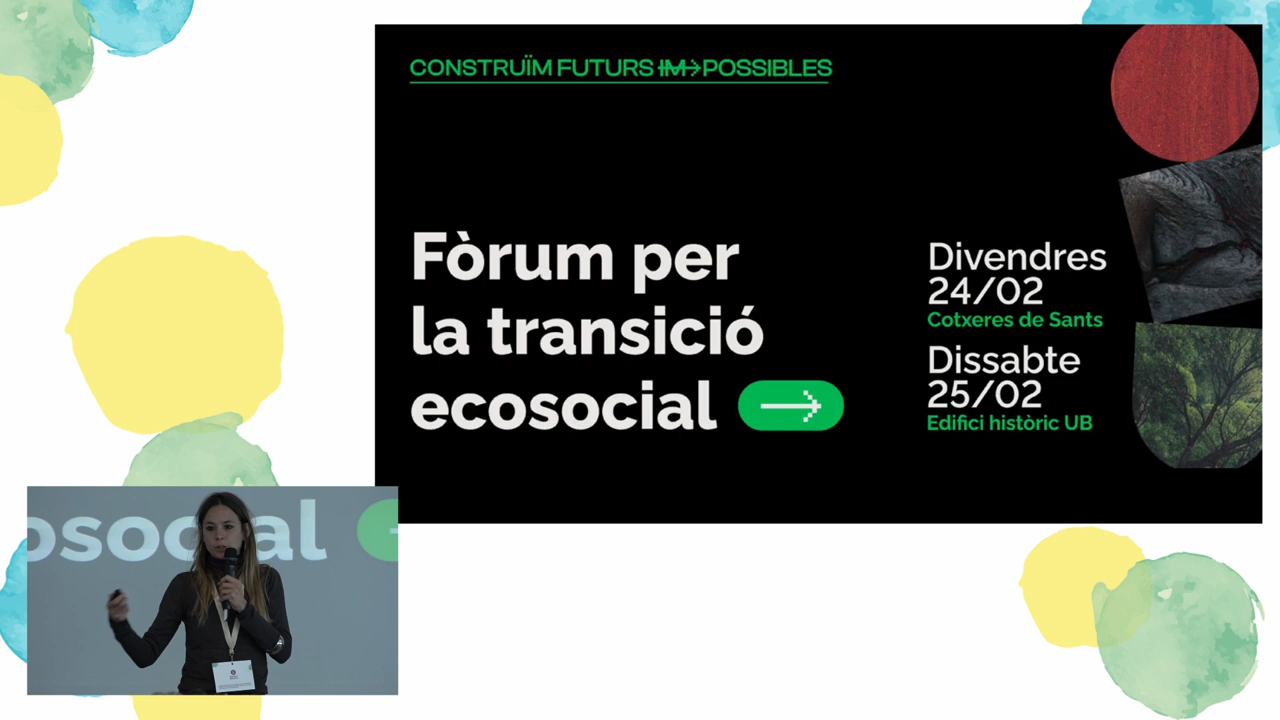 CONSTRUÏM FUTURS IM→POSSIBLES
Fòrum per
la transició
ecosocial →
Divendres
24/02
Cotxeres de Sants
Dissabte
25/02
Edifici històric UB
osocial